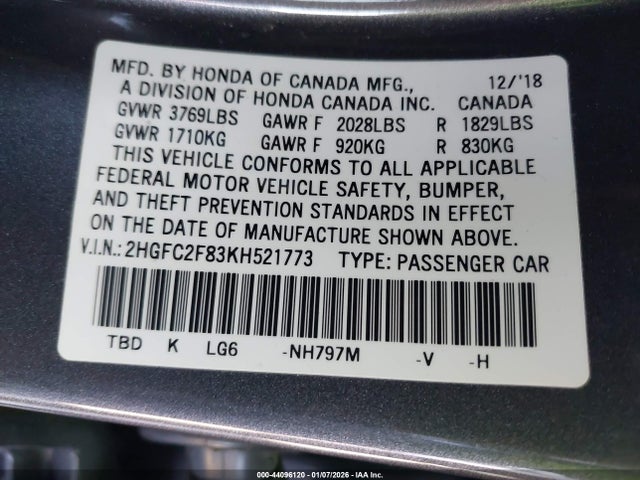 MFD. BY HONDA OF CANADA MFG., 12/'18
A DIVISION OF HONDA CANADA INC. CANADA
GVWR 3769LBS GAWR F 2028LBS R 1829LBS
GVWR 1710KG GAWR F 920KG R 830KG
THIS VEHICLE CONFORMS TO ALL APPLICABLE
FEDERAL MOTOR VEHICLE SAFETY, BUMPER,
AND THEFT PREVENTION STANDARDS IN EFFECT
ON THE DATE OF MANUFACTURE SHOWN ABOVE.
V.I.N.: 2HGFC2F83KH521773 TYPE: PASSENGER CAR
TBD K LG6 -NH797M -V -H
000-44096120 - 01/07/2026 - IAA Inc.